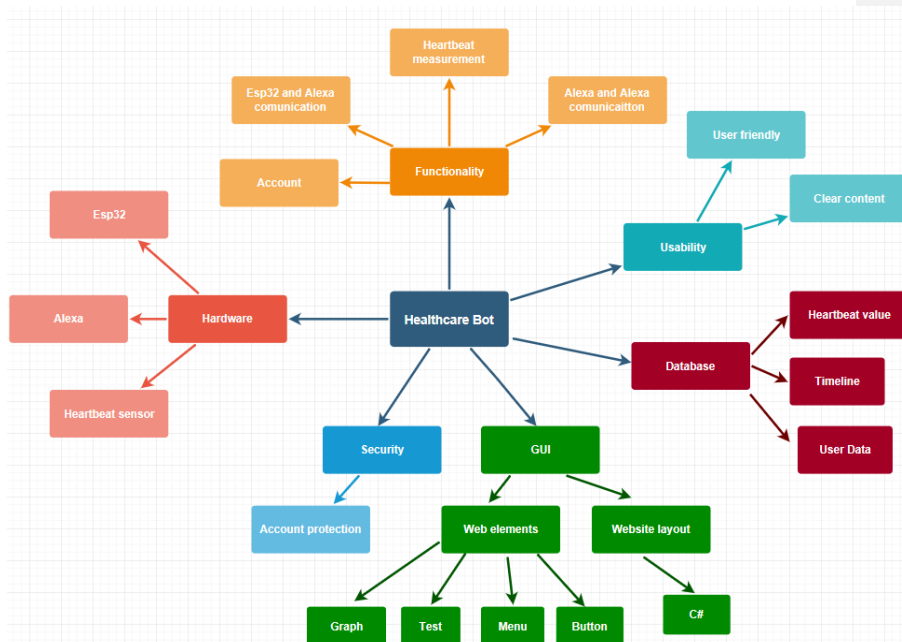 Heartbeat
measurement
Esp32 and Alexa
comunication
Alexa and Alexa
comunicaitton
User friendly
Account
Functionality
Clear content
Esp32
Usability
Alexa
Hardware
Healthcare Bot
Heartbeat value
Database
Timeline
Heartbeat sensor
Security
GUI
User Data
Account protection
Web elements
Website layout
Graph
Test
Menu
Button
C#